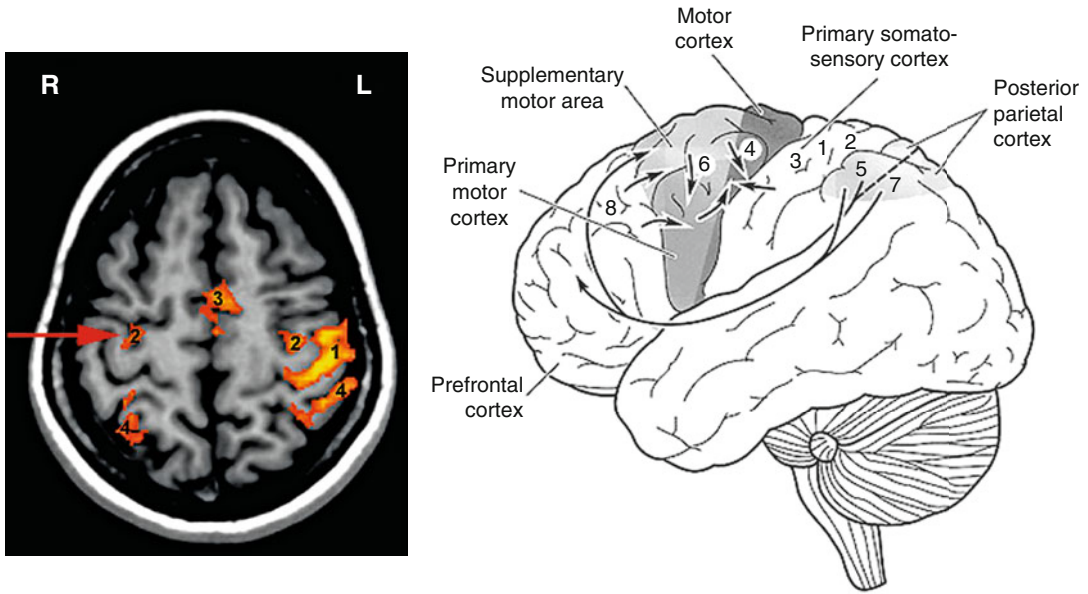 R
L
3
2
2
1
4
4
Motor
cortex
Primary somato-
sensory cortex
Supplementary
motor area
Posterior
parietal
cortex
Primary
motor
cortex
4
6
3
1
2
5
7
8
Prefrontal
cortex